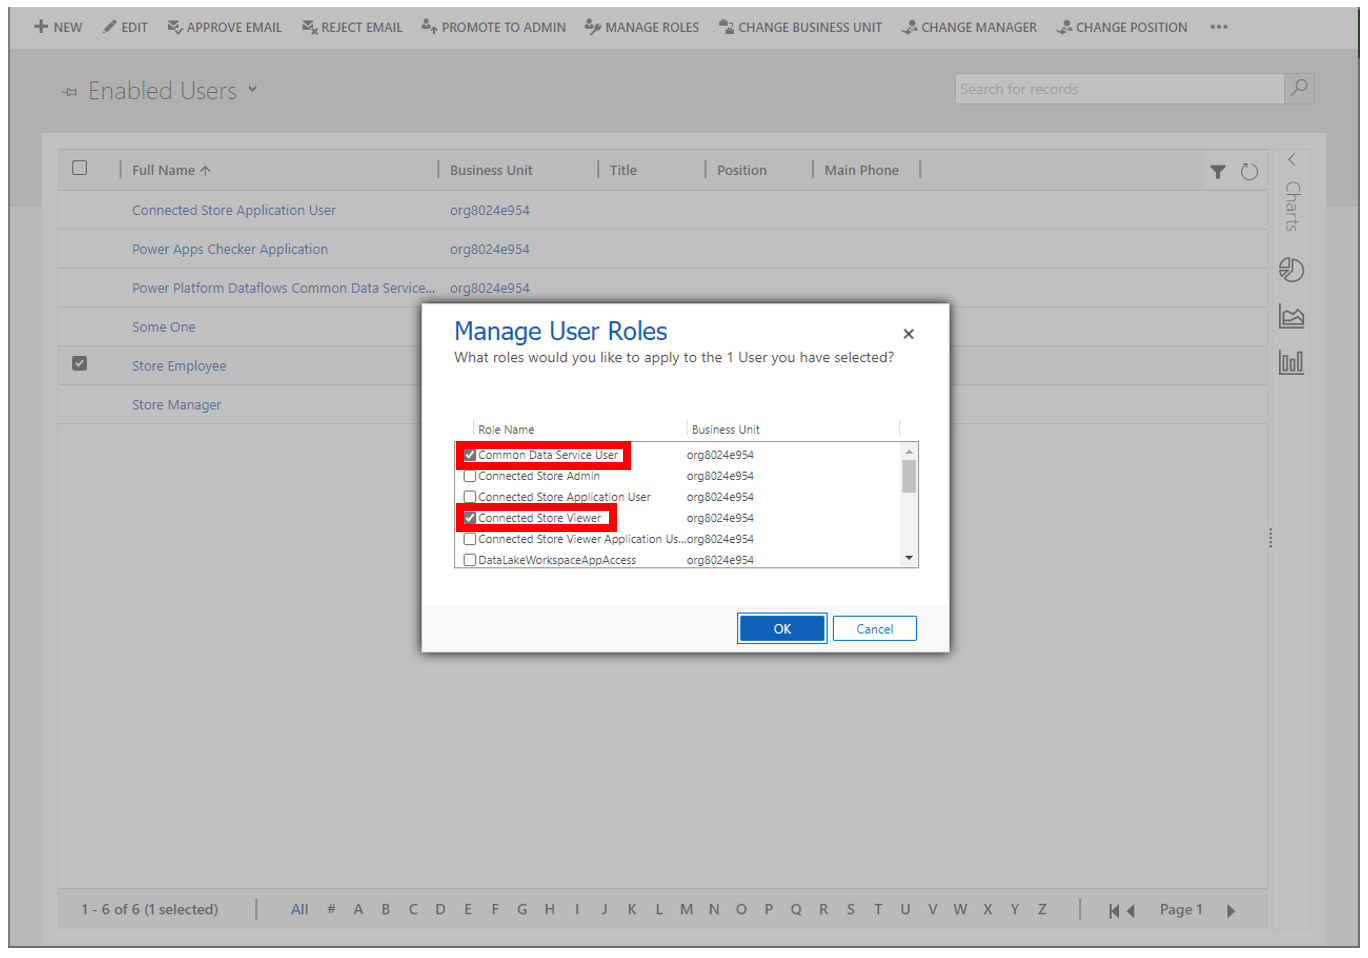 NEW EDIT APPROVE EMAIL REJECT EMAIL PROMOTE TO ADMIN MANAGE ROLES CHANGE BUSINESS UNIT CHANGE MANAGER CHANGE POSITION •••
Enabled Users
Search for records
Full Name Business Unit Title Position Main Phone
Charts
Connected Store Application User org8024e954
Power Apps Checker Application org8024e954
Power Platform Dataflows Common Data Service... org8024e954
Some One
Store Employee
Store Manager
Manage User Roles
What roles would you like to apply to the 1 User you have selected?
Role Name Business Unit
Common Data Service User org8024e954
Connected Store Admin org8024e954
Connected Store Application User org8024e954
Connected Store Viewer org8024e954
Connected Store Viewer Application Us... org8024e954
DataLakeWorkspaceAppAccess org8024e954
OK Cancel
1 - 6 of 6 (1 selected) All # A B C D E F G H I J K L M N O P Q R S T U V W X Y Z Page 1